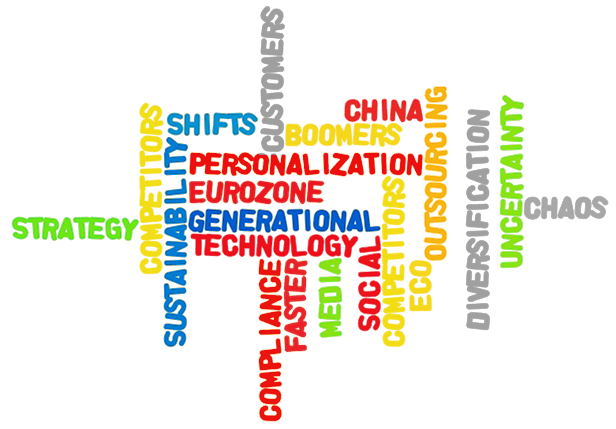 CUSTOMERS
CHINA
SHIFTS
BOOMERS
COMPETITORS
OUTSOURCING
PERSONALIZATION
SUSTAINABILITY
EUROZONE
DIVERSIFICATION
UNCERTAINTY
CHAOS
STRATEGY
GENERATIONAL
TECHNOLOGY
COMPETITORS
SOCIAL
ECO
MEDIA
FASTER
COMPLIANCE